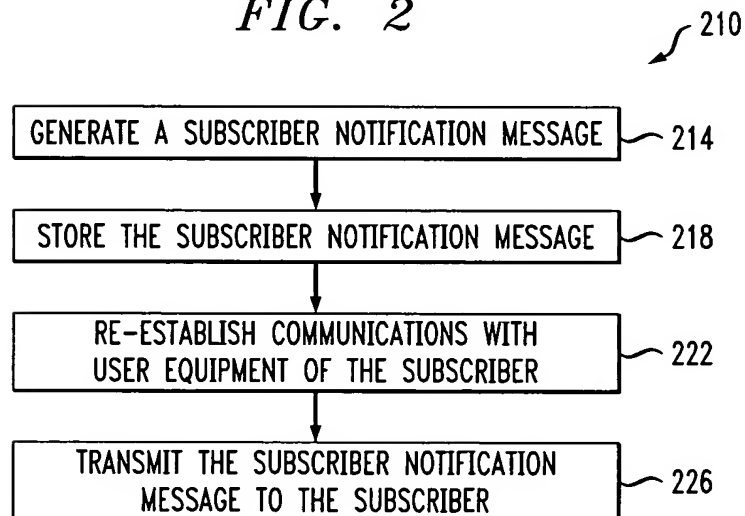 FIG. 2
210
GENERATE A SUBSCRIBER NOTIFICATION MESSAGE
214
STORE THE SUBSCRIBER NOTIFICATION MESSAGE
218
RE-ESTABLISH COMMUNICATIONS WITH
USER EQUIPMENT OF THE SUBSCRIBER
222
TRANSMIT THE SUBSCRIBER NOTIFICATION
MESSAGE TO THE SUBSCRIBER
226